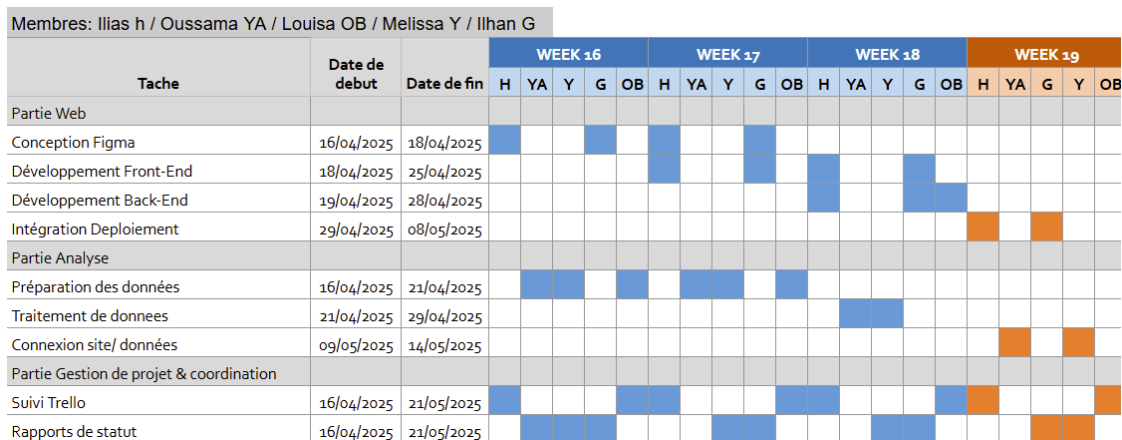 Membres: Ilias h / Oussama YA / Louisa OB / Melissa Y / Ilhan G
WEEK 16 WEEK 17 WEEK 18 WEEK 19
Tache Date de debut Date de fin H YA Y G OB H YA Y G OB H YA Y G OB H YA G Y OB
Partie Web
Conception Figma 16/04/2025 18/04/2025
Développement Front-End 18/04/2025 25/04/2025
Développement Back-End 19/04/2025 28/04/2025
Intégration Deploiement 29/04/2025 08/05/2025
Partie Analyse
Préparation des données 16/04/2025 21/04/2025
Traitement de donnees 21/04/2025 29/04/2025
Connexion site/ données 09/05/2025 14/05/2025
Partie Gestion de projet & coordination
Suivi Trello 16/04/2025 21/05/2025
Rapports de statut 16/04/2025 21/05/2025